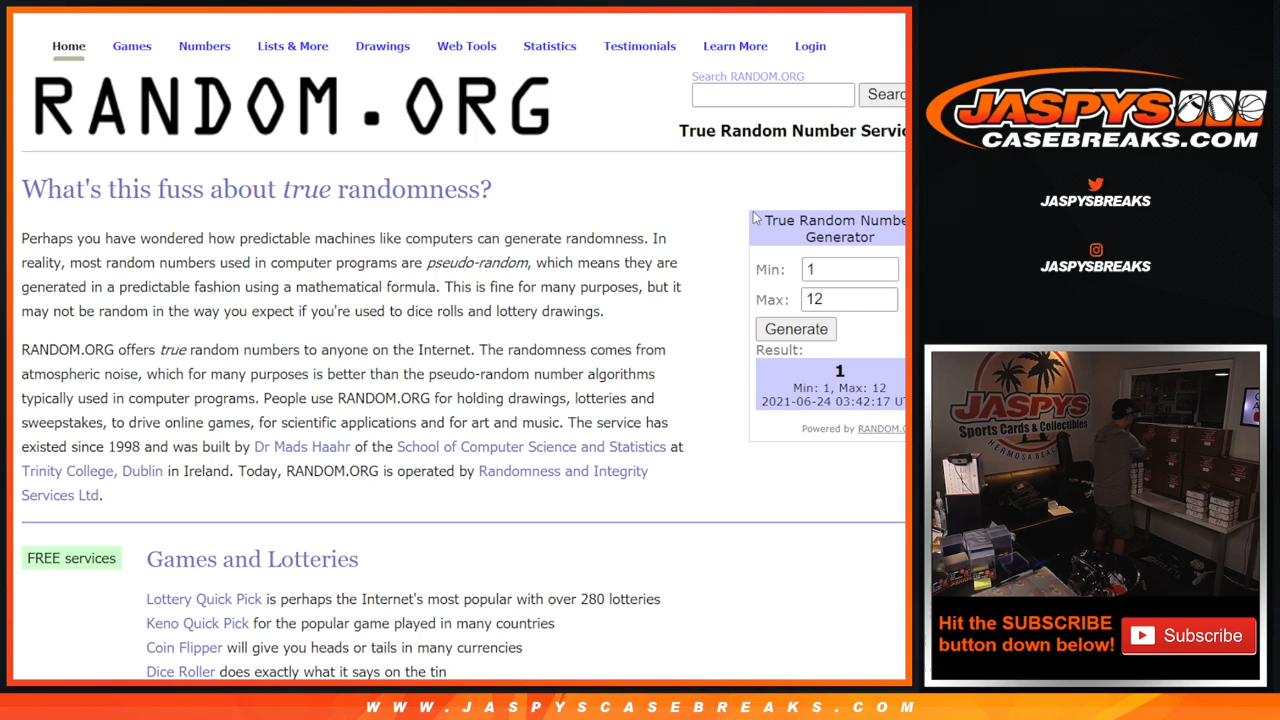 Home Games Numbers Lists & More Drawings Web Tools Statistics Testimonials Learn More Login
RANDOM.ORG
Search RANDOM.ORG
Searc
True Random Number Servic
What's this fuss about true randomness?
Perhaps you have wondered how predictable machines like computers can generate randomness. In
reality, most random numbers used in computer programs are pseudo-random, which means they are
generated in a predictable fashion using a mathematical formula. This is fine for many purposes, but it
may not be random in the way you expect if you're used to dice rolls and lottery drawings.
RANDOM.ORG offers true random numbers to anyone on the Internet. The randomness comes from
atmospheric noise, which for many purposes is better than the pseudo-random number algorithms
typically used in computer programs. People use RANDOM.ORG for holding drawings, lotteries and
sweepstakes, to drive online games, for scientific applications and for art and music. The service has
existed since 1998 and was built by Dr Mads Haahr of the School of Computer Science and Statistics at
Trinity College, Dublin in Ireland. Today, RANDOM.ORG is operated by Randomness and Integrity
Services Ltd.
True Random Numbe
Generator
Min: 1
Max: 12
Generate
Result:
1
Min: 1, Max: 12
2021-06-24 03:42:17 UT
Powered by RANDOM.O
FREE services
Games and Lotteries
Lottery Quick Pick is perhaps the Internet's most popular with over 280 lotteries
Keno Quick Pick for the popular game played in many countries
Coin Flipper will give you heads or tails in many currencies
Dice Roller does exactly what it says on the tin
JASPYS
CASEBREAKS.COM
JASPYSBREAKS
JASPYSBREAKS
JASPYS
Sports Cards & Collectibles
HERMOSA BEACH
Hit the SUBSCRIBE
button down below!
Subscribe
WWW.JASPYSCASEBREAKS.COM